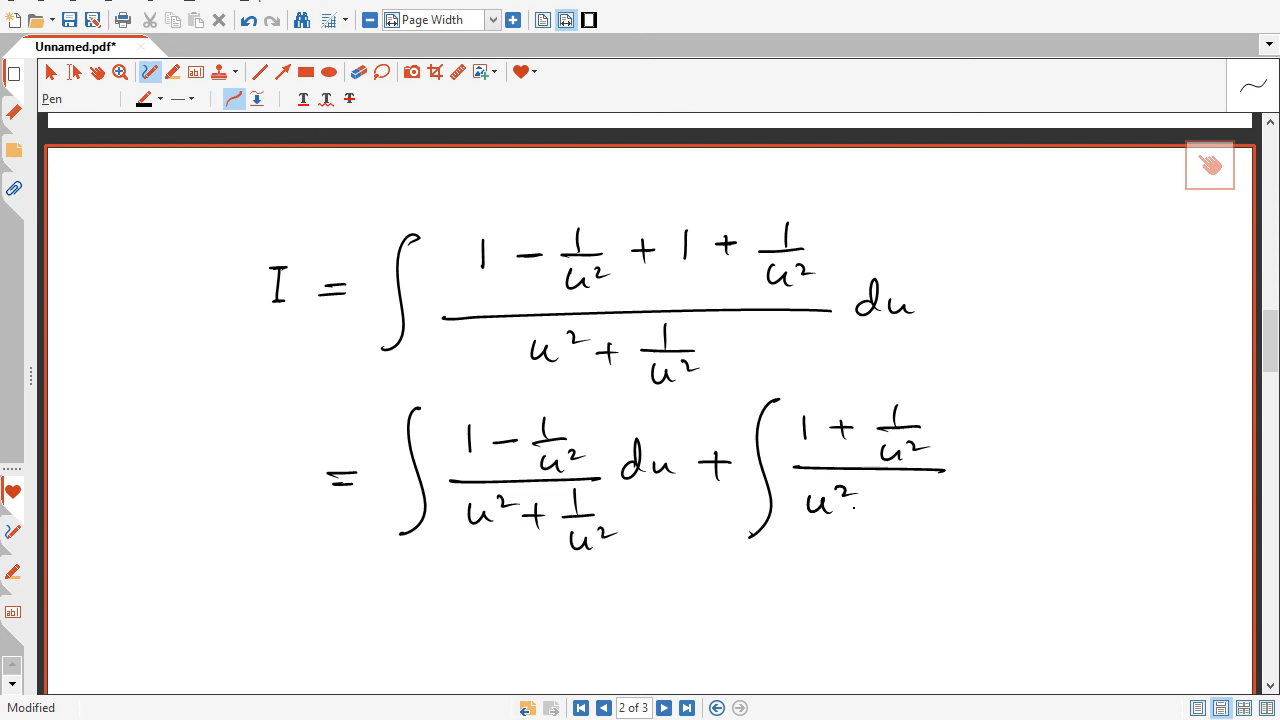 Page Width
Unnamed.pdf*
Pen
I = ∫ (1 - 1/u² + 1 + 1/u²) / (u² + 1/u²) du
= ∫ (1 - 1/u²) / (u² + 1/u²) du + ∫ (1 + 1/u²) / (u²
Modified
2 of 3